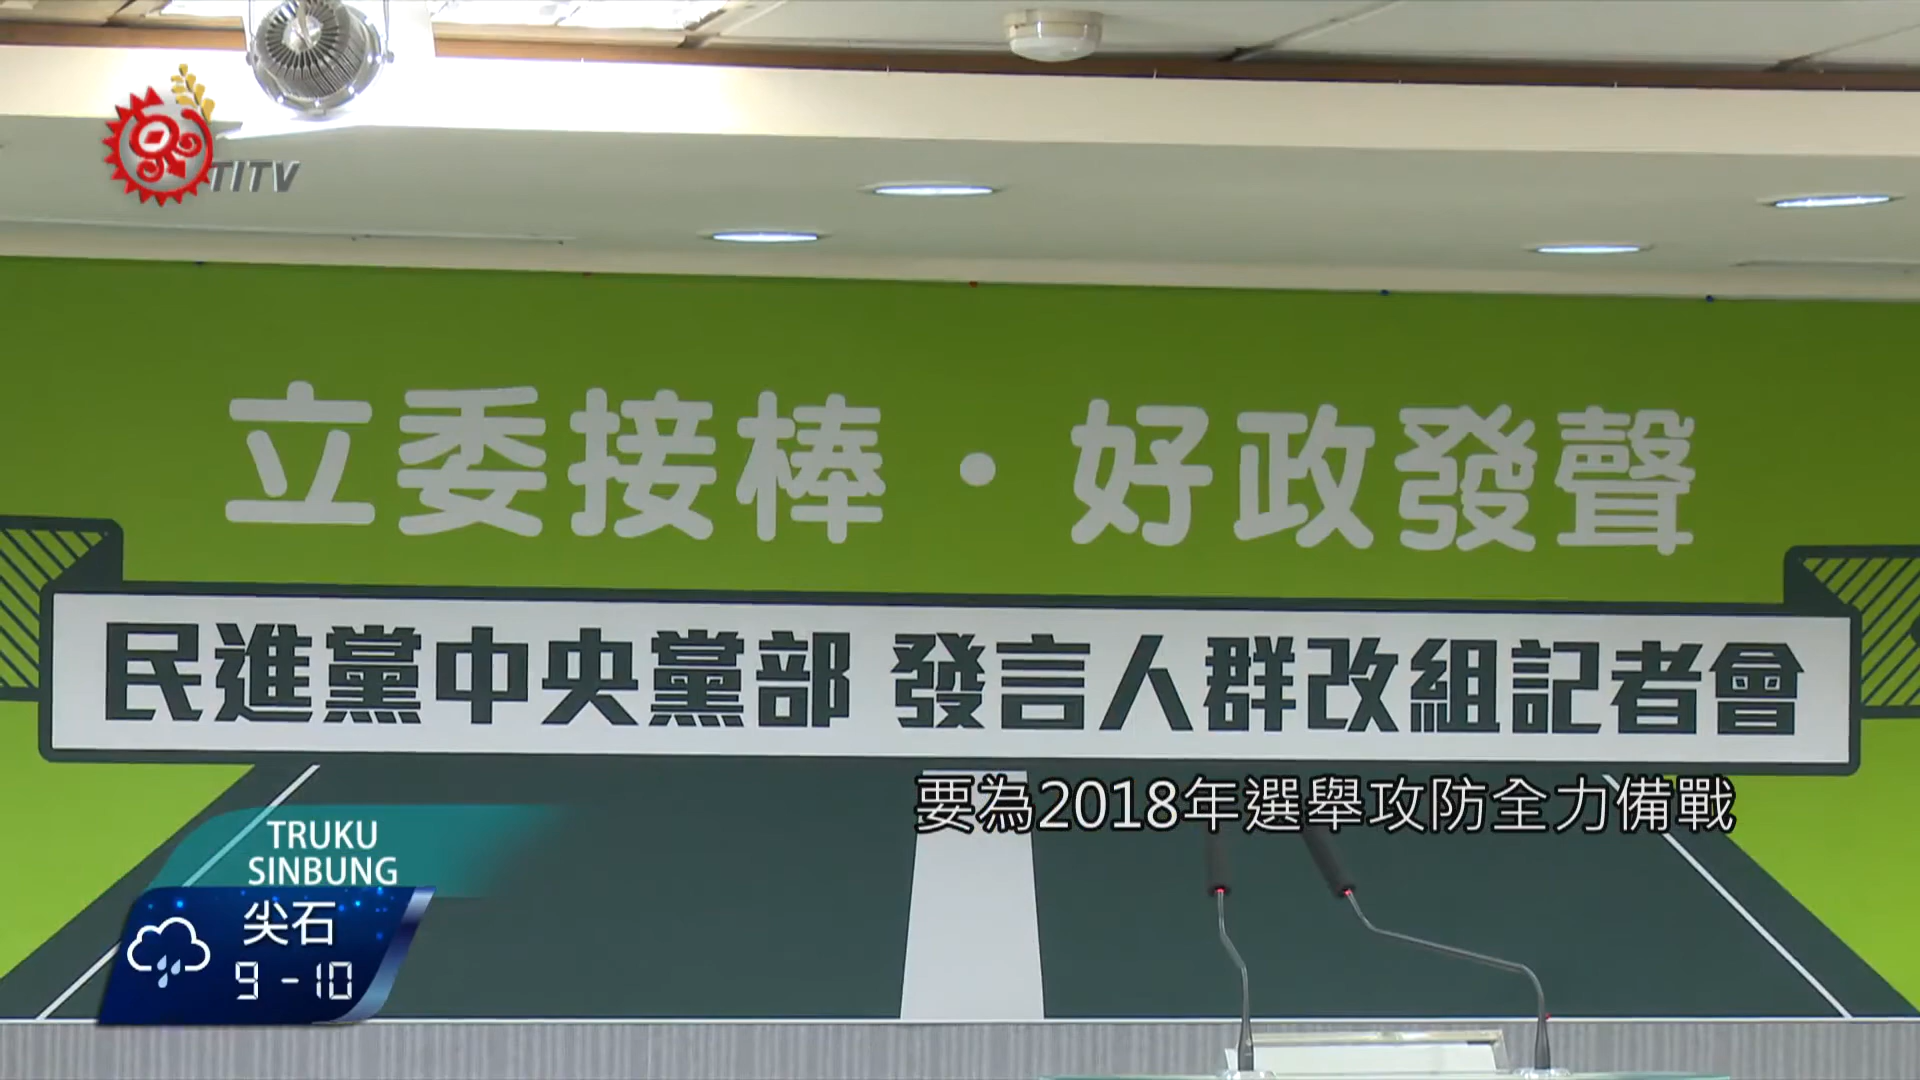 TITV
立委接棒·好政發聲
民進黨中央黨部 發言人群改組記者會
要為2018年選舉攻防全力備戰
TRUKU
SINBUNG
尖石
9-10